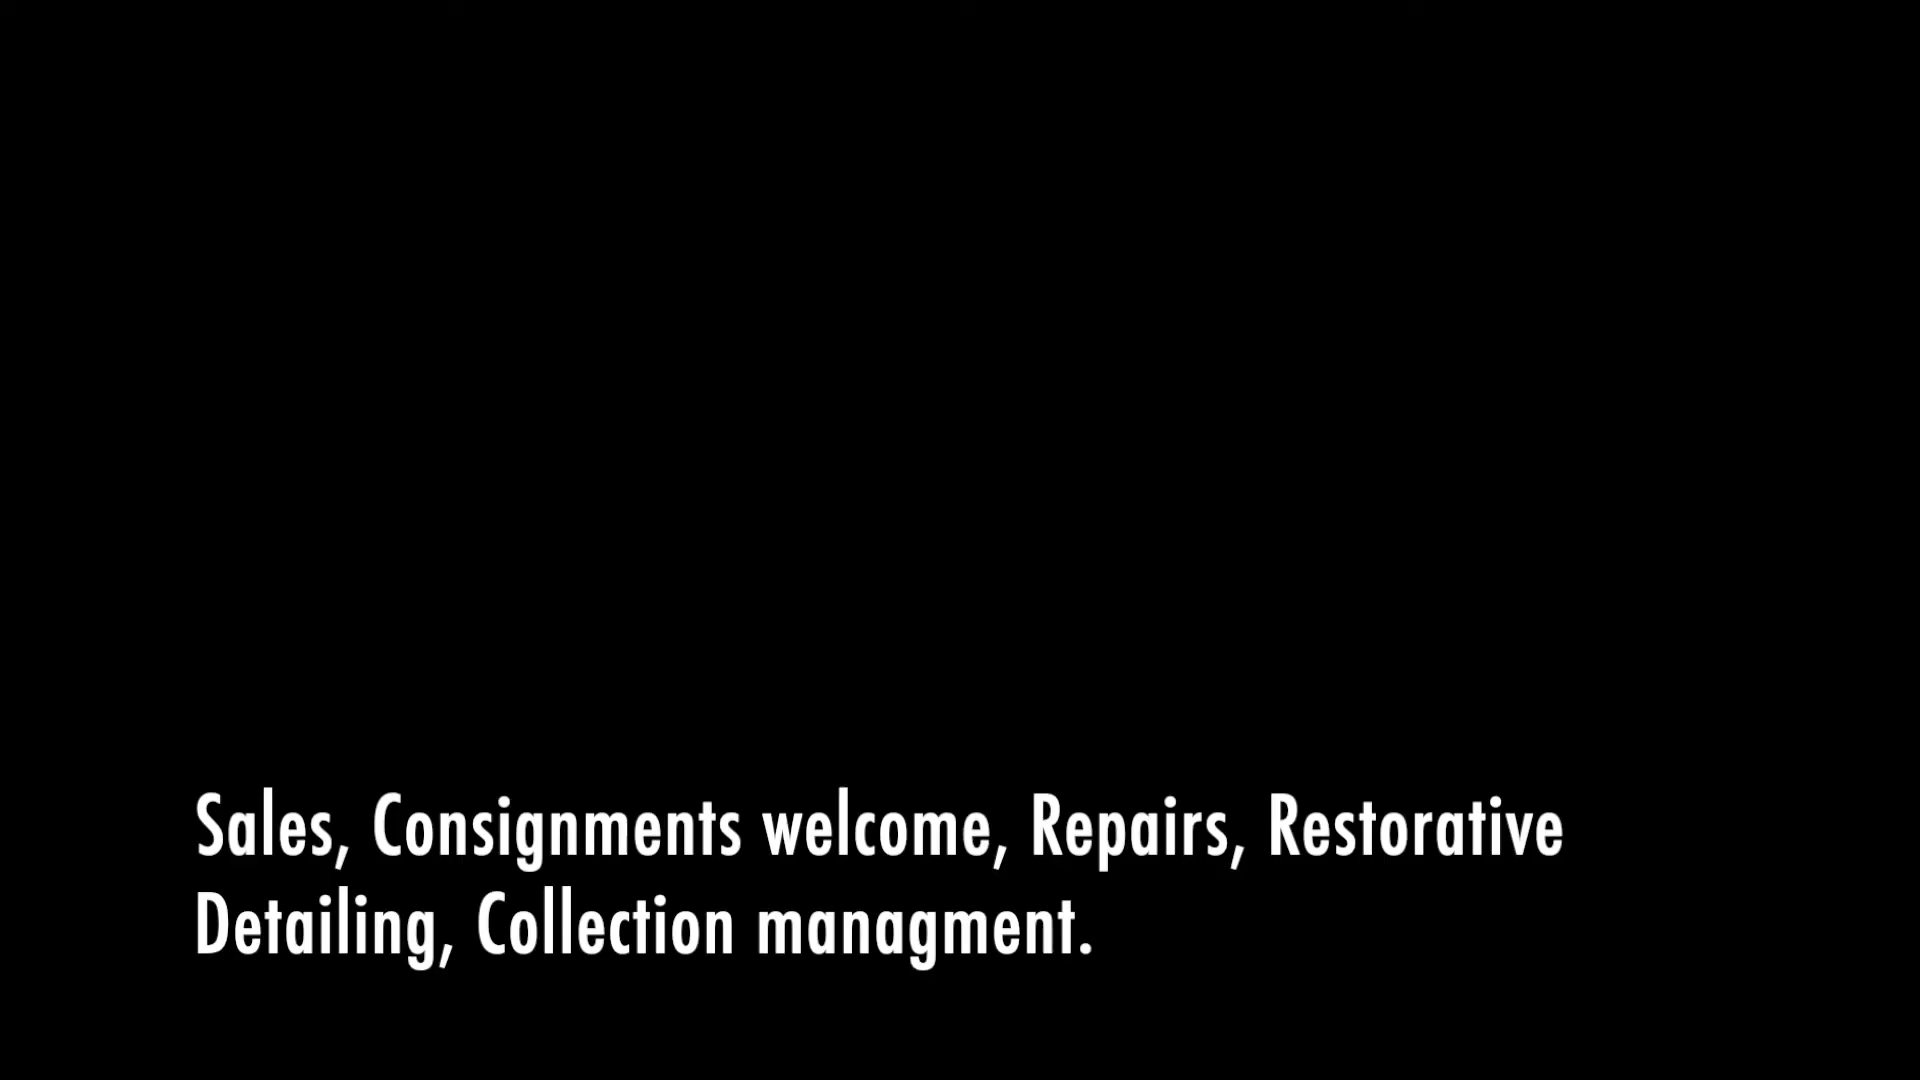 Sales, Consignments welcome, Repairs, Restorative
Detailing, Collection managment.